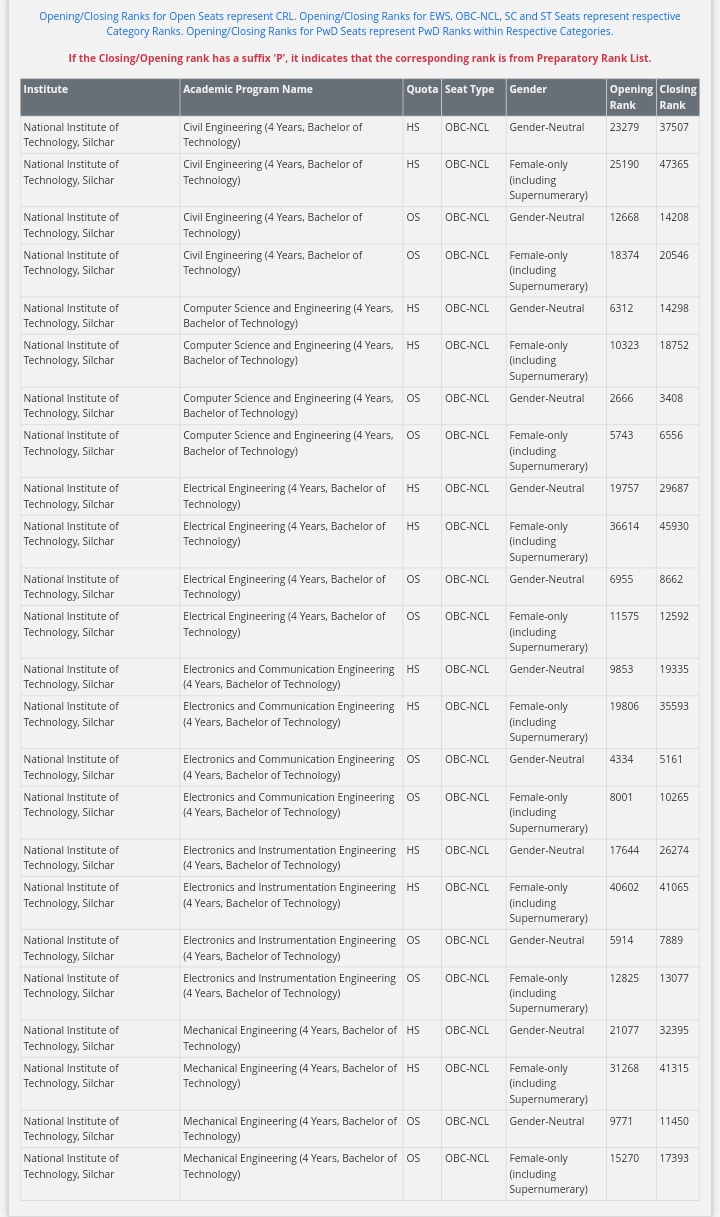 Opening/Closing Ranks for Open Seats represent CRL. Opening/Closing Ranks for EWS, OBC-NCL, SC and ST Seats represent respective
Category Ranks. Opening/Closing Ranks for PwD Seats represent PwD Ranks within Respective Categories.
If the Closing/Opening rank has a suffix 'P', it indicates that the corresponding rank is from Preparatory Rank List.
Institute Academic Program Name Quota Seat Type Gender Opening Closing
Rank Rank
National Institute of Civil Engineering (4 Years, Bachelor of HS OBC-NCL Gender-Neutral 23279 37507
Technology, Silchar Technology)
National Institute of Civil Engineering (4 Years, Bachelor of HS OBC-NCL Female-only 25190 47365
Technology, Silchar Technology) (including
Supernumerary)
National Institute of Civil Engineering (4 Years, Bachelor of OS OBC-NCL Gender-Neutral 12668 14208
Technology, Silchar Technology)
National Institute of Civil Engineering (4 Years, Bachelor of OS OBC-NCL Female-only 18374 20546
Technology, Silchar Technology) (including
Supernumerary)
National Institute of Computer Science and Engineering (4 Years, HS OBC-NCL Gender-Neutral 6312 14298
Technology, Silchar Bachelor of Technology)
National Institute of Computer Science and Engineering (4 Years, HS OBC-NCL Female-only 10323 18752
Technology, Silchar Bachelor of Technology) (including
Supernumerary)
National Institute of Computer Science and Engineering (4 Years, OS OBC-NCL Gender-Neutral 2666 3408
Technology, Silchar Bachelor of Technology)
National Institute of Computer Science and Engineering (4 Years, OS OBC-NCL Female-only 5743 6556
Technology, Silchar Bachelor of Technology) (including
Supernumerary)
National Institute of Electrical Engineering (4 Years, Bachelor of HS OBC-NCL Gender-Neutral 19757 29687
Technology, Silchar Technology)
National Institute of Electrical Engineering (4 Years, Bachelor of HS OBC-NCL Female-only 36614 45930
Technology, Silchar Technology) (including
Supernumerary)
National Institute of Electrical Engineering (4 Years, Bachelor of OS OBC-NCL Gender-Neutral 6955 8662
Technology, Silchar Technology)
National Institute of Electrical Engineering (4 Years, Bachelor of OS OBC-NCL Female-only 11575 12592
Technology, Silchar Technology) (including
Supernumerary)
National Institute of Electronics and Communication Engineering HS OBC-NCL Gender-Neutral 9853 19335
Technology, Silchar (4 Years, Bachelor of Technology)
National Institute of Electronics and Communication Engineering HS OBC-NCL Female-only 19806 35593
Technology, Silchar (4 Years, Bachelor of Technology) (including
Supernumerary)
National Institute of Electronics and Communication Engineering OS OBC-NCL Gender-Neutral 4334 5161
Technology, Silchar (4 Years, Bachelor of Technology)
National Institute of Electronics and Communication Engineering OS OBC-NCL Female-only 8001 10265
Technology, Silchar (4 Years, Bachelor of Technology) (including
Supernumerary)
National Institute of Electronics and Instrumentation Engineering HS OBC-NCL Gender-Neutral 17644 26274
Technology, Silchar (4 Years, Bachelor of Technology)
National Institute of Electronics and Instrumentation Engineering HS OBC-NCL Female-only 40602 41065
Technology, Silchar (4 Years, Bachelor of Technology) (including
Supernumerary)
National Institute of Electronics and Instrumentation Engineering OS OBC-NCL Gender-Neutral 5914 7889
Technology, Silchar (4 Years, Bachelor of Technology)
National Institute of Electronics and Instrumentation Engineering OS OBC-NCL Female-only 12825 13077
Technology, Silchar (4 Years, Bachelor of Technology) (including
Supernumerary)
National Institute of Mechanical Engineering (4 Years, Bachelor of HS OBC-NCL Gender-Neutral 21077 32395
Technology, Silchar Technology)
National Institute of Mechanical Engineering (4 Years, Bachelor of HS OBC-NCL Female-only 31268 41315
Technology, Silchar Technology) (including
Supernumerary)
National Institute of Mechanical Engineering (4 Years, Bachelor of OS OBC-NCL Gender-Neutral 9771 11450
Technology, Silchar Technology)
National Institute of Mechanical Engineering (4 Years, Bachelor of OS OBC-NCL Female-only 15270 17393
Technology, Silchar Technology) (including
Supernumerary)